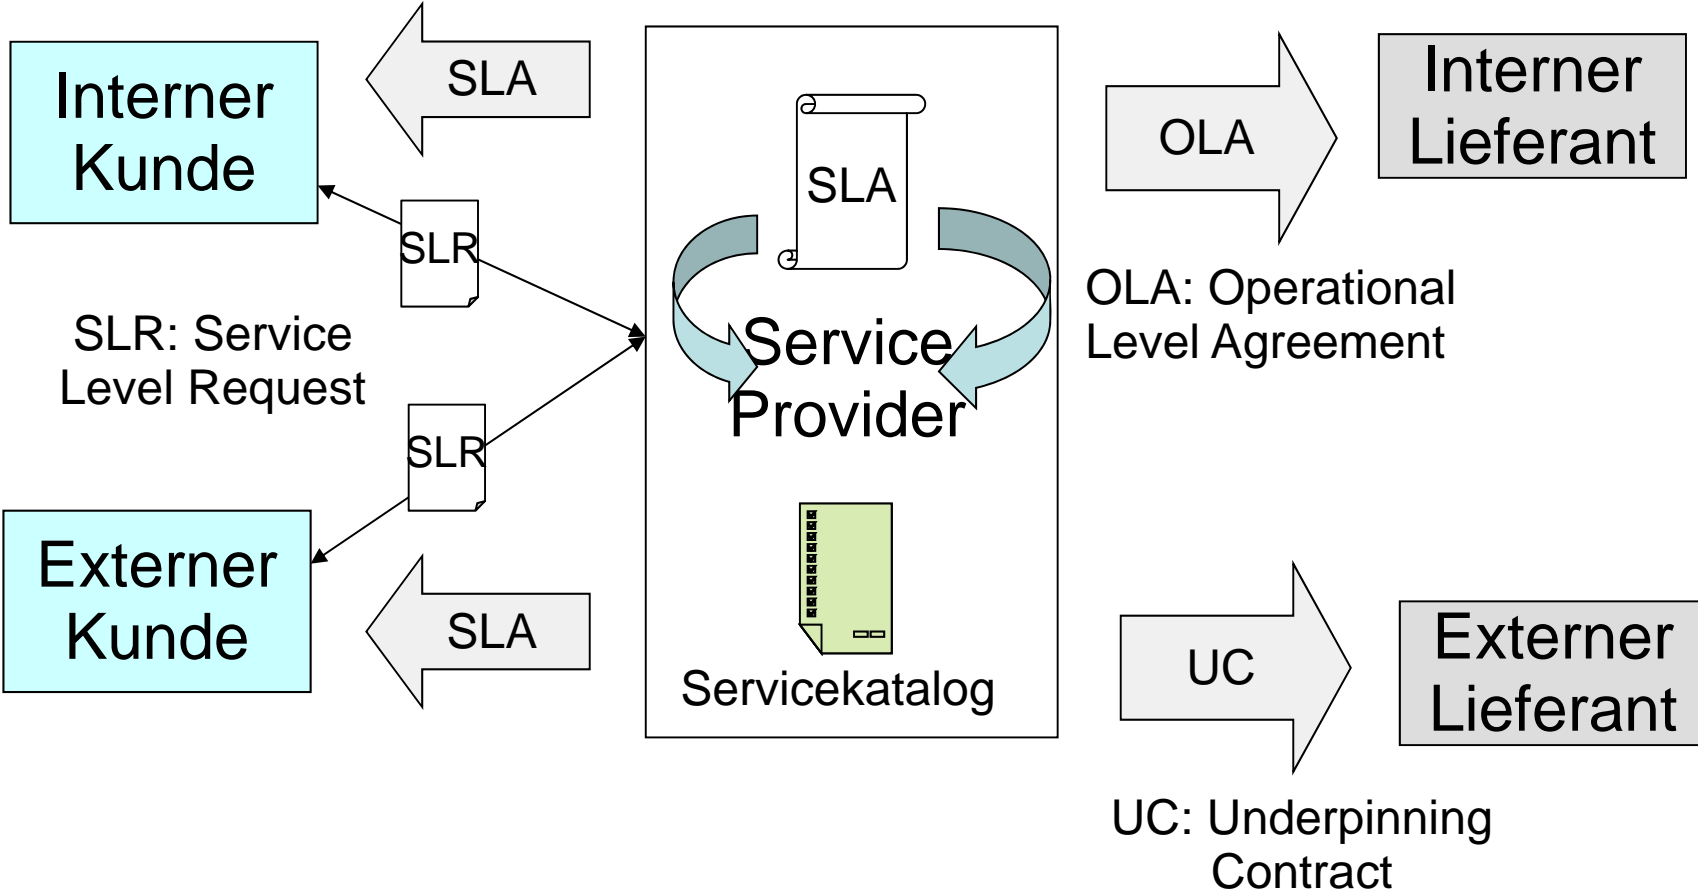 Interner
Kunde
SLA
SLR
SLR: Service
Level Request
SLR
Externer
Kunde
SLA
SLA
Service
Provider
Servicekatalog
OLA
Interner
Lieferant
OLA: Operational
Level Agreement
UC
Externer
Lieferant
UC: Underpinning
Contract